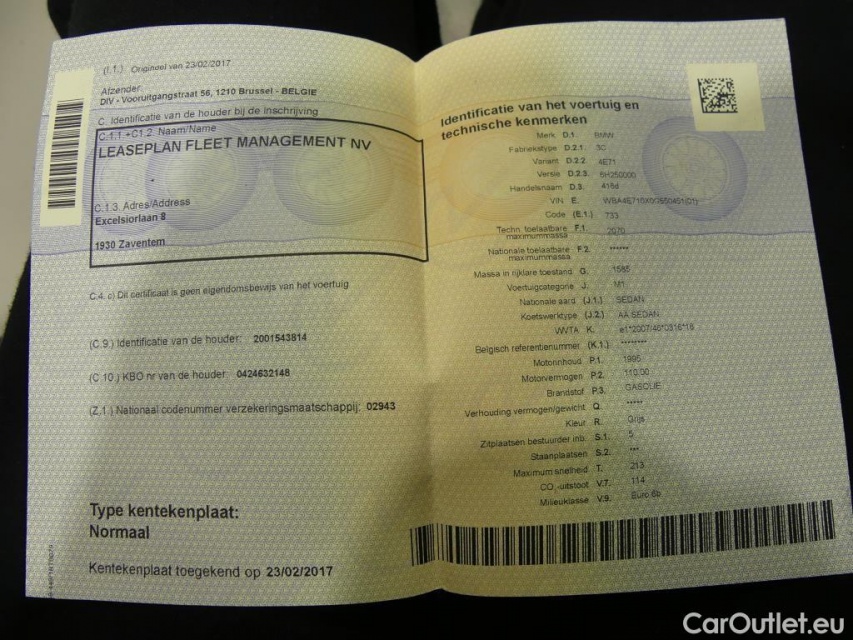 (I.1.) Origineel van 23/02/2017
Afzender:
DIV - Vooruitgangstraat 56, 1210 Brussel - BELGIE
C. Identificatie van de houder bij de inschrijving
C.1.1.+C1.2. Naam/Name
LEASEPLAN FLEET MANAGEMENT NV
C.1.3. Adres/Address
Excelsiorlaan 8
1930 Zaventem
C.4. c) Dit certificaat is geen eigendomsbewijs van het voertuig
(C.9.) Identificatie van de houder: 2001543814
(C.10.) KBO nr van de houder: 0424632148
(Z.1.) Nationaal codenummer verzekeringsmaatschappij: 02943
Type kentekenplaat:
Normaal
Kentekenplaat toegekend op 23/02/2017
Identificatie van het voertuig en
technische kenmerken
Merk D.1. BMW
Fabriekstype D.2.1. 3C
Variant D.2.2. 4E71
Versie D.2.3. 6H250000
Handelsnaam D.3. 418d
VIN E.
Code (E.1.) 733
Techn. toelaatbare F.1. 2070
maximummassa
Nationale toelaatbare F.2. ******
maximummassa
Massa in rijklare toestand G. 1585
Voertuigcategorie J. M1
Nationale aard (J.1.) SEDAN
Koetswerktype (J.2.) AA SEDAN
WVTA K. e1*2007/46*0316*16
Belgisch referentienummer (K.1.) ********
Motorinhoud P.1. 1995
Motorvermogen P.2. 110.00
Brandstof P.3. GASOLIE
Verhouding vermogen/gewicht Q. *****
Kleur R. Grijs
Zitplaatsen bestuurder inb. S.1. 5
Staanplaatsen S.2. ***
Maximum snelheid T. 213
CO₂-uitstoot V.7. 114
Milieuklasse V.9. Euro 6b
CarOutlet.eu